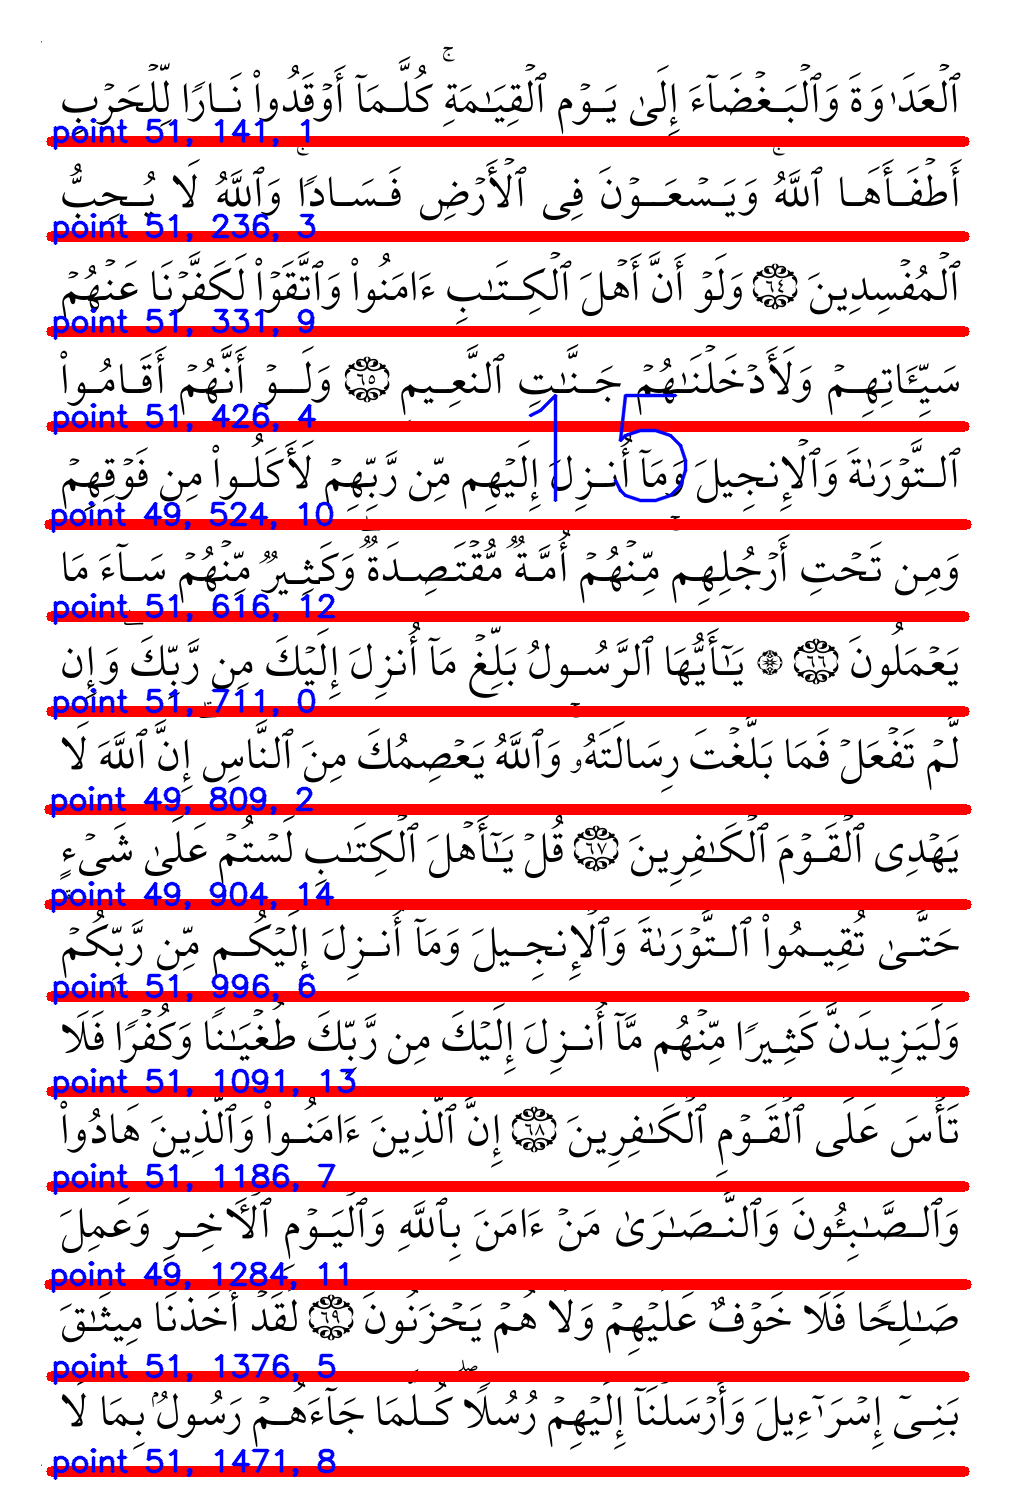 ٱلْعَدَٰوَةَ وَٱلْبَغْضَآءَ إِلَىٰ يَوْمِ ٱلْقِيَٰمَةِ ۚ كُلَّمَآ أَوْقَدُوا۟ نَارًا لِّلْحَرْبِ
point 51, 141, 1
أَطْفَأَهَا ٱللَّهُ ۚ وَيَسْعَوْنَ فِى ٱلْأَرْضِ فَسَادًا ۚ وَٱللَّهُ لَا يُحِبُّ
point 51, 236, 3
ٱلْمُفْسِدِينَ ٦٤ وَلَوْ أَنَّ أَهْلَ ٱلْكِتَٰبِ ءَامَنُوا۟ وَٱتَّقَوْا۟ لَكَفَّرْنَا عَنْهُمْ
point 51, 331, 9
سَيِّـَٔاتِهِمْ وَلَأَدْخَلْنَٰهُمْ جَنَّٰتِ ٱلنَّعِيمِ ٦٥ وَلَوْ أَنَّهُمْ أَقَامُوا۟
point 51, 426, 4
15
ٱلتَّوْرَىٰةَ وَٱلْإِنجِيلَ وَمَآ أُنزِلَ إِلَيْهِم مِّن رَّبِّهِمْ لَأَكَلُوا۟ مِن فَوْقِهِمْ
point 49, 524, 10
وَمِن تَحْتِ أَرْجُلِهِم مِّنْهُمْ أُمَّةٌ مُّقْتَصِدَةٌ وَكَثِيرٌ مِّنْهُمْ سَآءَ مَا
point 51, 616, 12
يَعْمَلُونَ ٦٦ ۞ يَٰٓأَيُّهَا ٱلرَّسُولُ بَلِّغْ مَآ أُنزِلَ إِلَيْكَ مِن رَّبِّكَ وَإِن
point 51, 711, 0
لَّمْ تَفْعَلْ فَمَا بَلَّغْتَ رِسَالَتَهُۥ وَٱللَّهُ يَعْصِمُكَ مِنَ ٱلنَّاسِ إِنَّ ٱللَّهَ لَا
point 49, 809, 2
يَهْدِى ٱلْقَوْمَ ٱلْكَٰفِرِينَ ٦٧ قُلْ يَٰٓأَهْلَ ٱلْكِتَٰبِ لَسْتُمْ عَلَىٰ شَىْءٍ
point 49, 904, 14
حَتَّىٰ تُقِيمُوا۟ ٱلتَّوْرَىٰةَ وَٱلْإِنجِيلَ وَمَآ أُنزِلَ إِلَيْكُم مِّن رَّبِّكُمْ
point 51, 996, 6
وَلَيَزِيدَنَّ كَثِيرًا مِّنْهُم مَّآ أُنزِلَ إِلَيْكَ مِن رَّبِّكَ طُغْيَٰنًا وَكُفْرًا فَلَا
point 51, 1091, 13
تَأْسَ عَلَى ٱلْقَوْمِ ٱلْكَٰفِرِينَ ٦٨ إِنَّ ٱلَّذِينَ ءَامَنُوا۟ وَٱلَّذِينَ هَادُوا۟
point 51, 1186, 7
وَٱلصَّٰبِـُٔونَ وَٱلنَّصَٰرَىٰ مَنْ ءَامَنَ بِٱللَّهِ وَٱلْيَوْمِ ٱلْءَاخِرِ وَعَمِلَ
point 49, 1284, 11
صَٰلِحًا فَلَا خَوْفٌ عَلَيْهِمْ وَلَا هُمْ يَحْزَنُونَ ٦٩ لَقَدْ أَخَذْنَا مِيثَٰقَ
point 51, 1376, 5
بَنِىٓ إِسْرَٰٓءِيلَ وَأَرْسَلْنَآ إِلَيْهِمْ رُسُلًا ۖ كُلَّمَا جَآءَهُمْ رَسُولٌۢ بِمَا لَا
point 51, 1471, 8